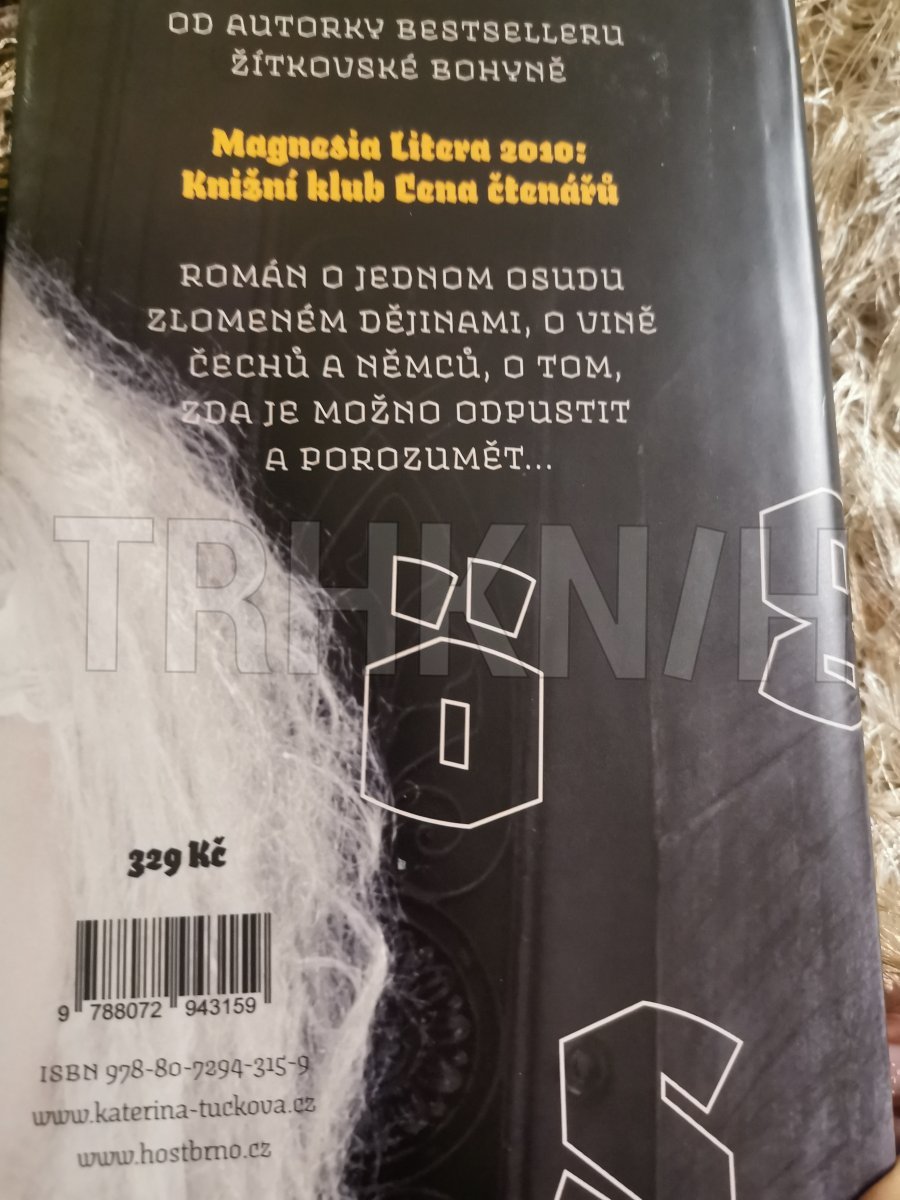 OD AUTORKY BESTSELLERU
ŽÍTKOVSKÉ BOHYNĚ
Magnesia Litera 2010:
Knižní klub Cena čtenářů
ROMÁN O JEDNOM OSUDU
ZLOMENÉM DĚJINAMI, O VINĚ
ČECHŮ A NĚMCŮ, O TOM,
ZDA JE MOŽNO ODPUSTIT
A POROZUMĚT...
TRHKN/H
B
Ö
S
329 Kč
9 788072 943159
ISBN 978-80-7294-315-9
www.katerina-tuckova.cz
www.hostbrno.cz